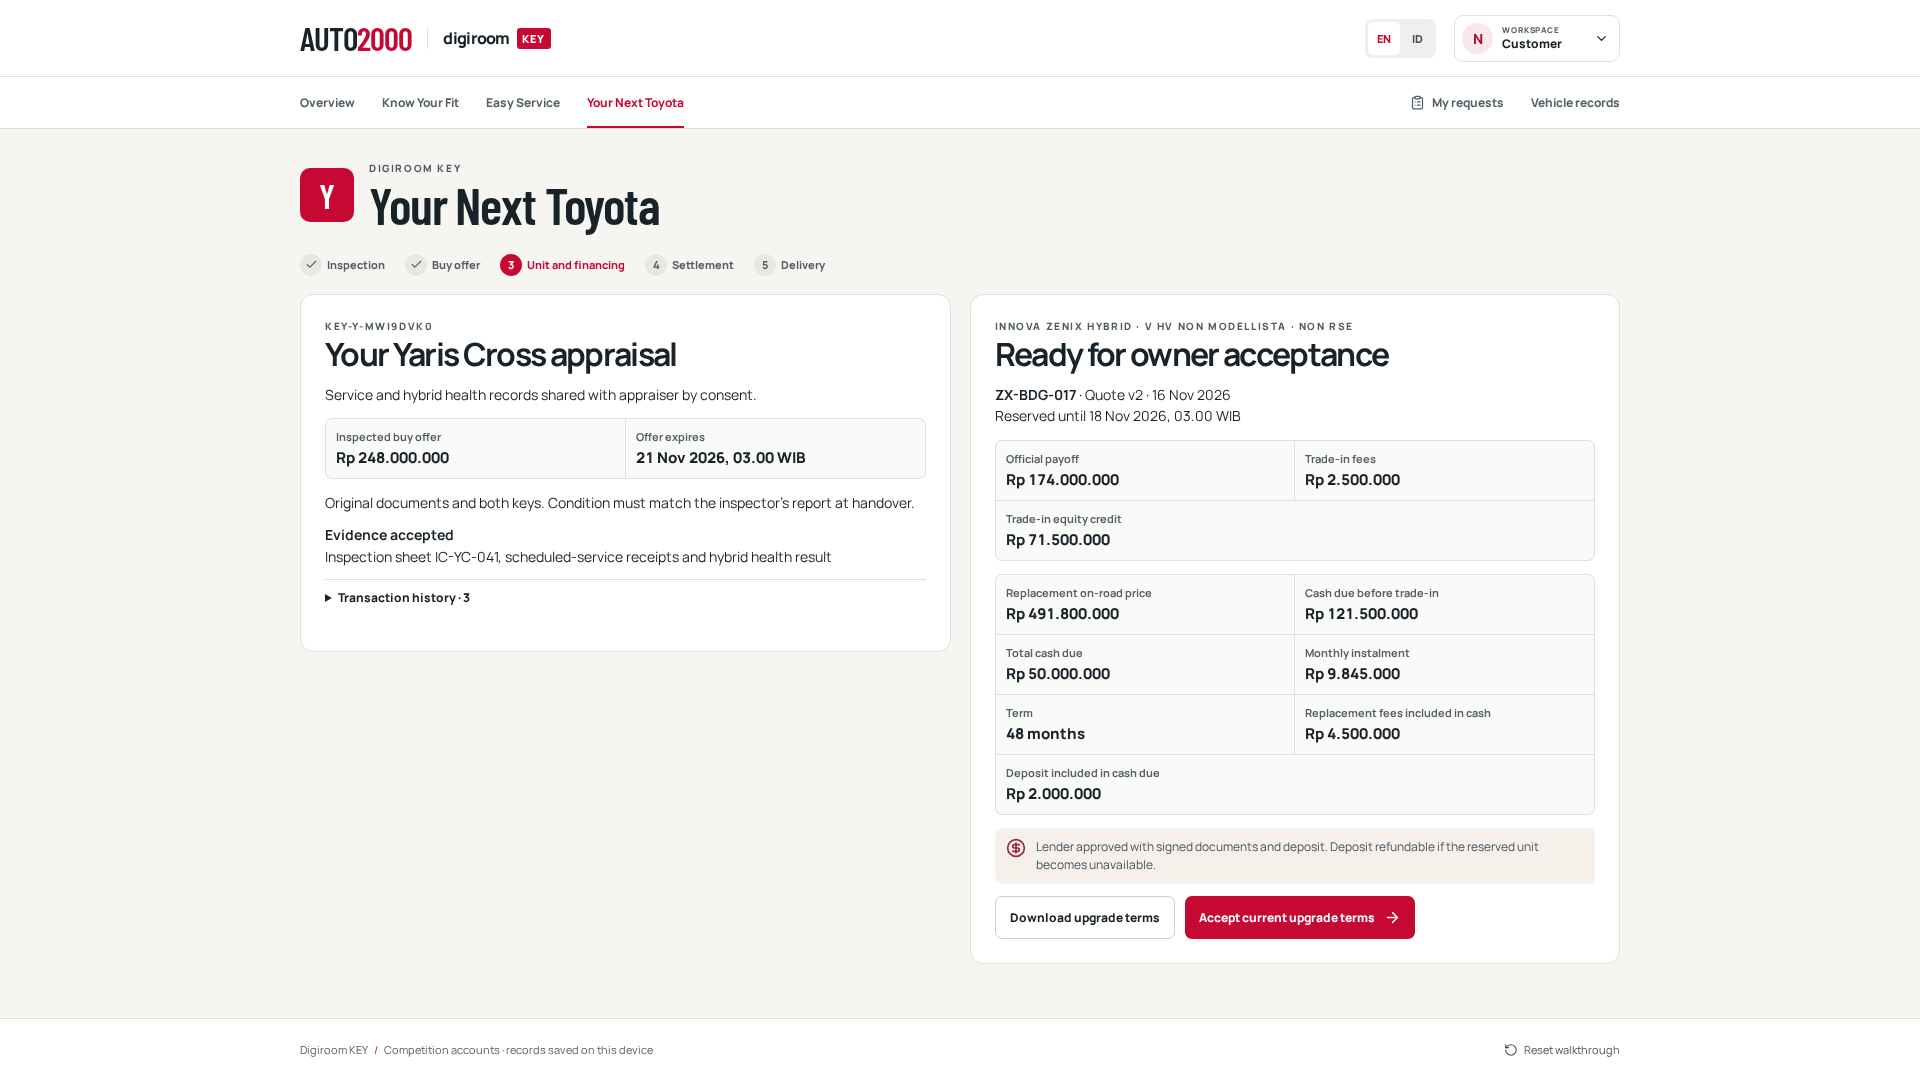 AUTO2000 digiroom KEY
EN ID
N WORKSPACE Customer
Overview Know Your Fit Easy Service Your Next Toyota My requests Vehicle records
Y
DIGIROOM KEY
Your Next Toyota
Inspection Buy offer 3 Unit and financing 4 Settlement 5 Delivery
KEY-Y-MWI9DVK0
Your Yaris Cross appraisal
Service and hybrid health records shared with appraiser by consent.
Inspected buy offer
Rp 248.000.000
Offer expires
21 Nov 2026, 03.00 WIB
Original documents and both keys. Condition must match the inspector's report at handover.
Evidence accepted
Inspection sheet IC-YC-041, scheduled-service receipts and hybrid health result
Transaction history · 3
INNOVA ZENIX HYBRID · V HV NON MODELLISTA · NON RSE
Ready for owner acceptance
ZX-BDG-017 · Quote v2 · 16 Nov 2026
Reserved until 18 Nov 2026, 03.00 WIB
Official payoff
Rp 174.000.000
Trade-in fees
Rp 2.500.000
Trade-in equity credit
Rp 71.500.000
Replacement on-road price
Rp 491.800.000
Cash due before trade-in
Rp 121.500.000
Total cash due
Rp 50.000.000
Monthly instalment
Rp 9.845.000
Term
48 months
Replacement fees included in cash
Rp 4.500.000
Deposit included in cash due
Rp 2.000.000
Lender approved with signed documents and deposit. Deposit refundable if the reserved unit
becomes unavailable.
Download upgrade terms
Accept current upgrade terms
Digiroom KEY / Competition accounts · records saved on this device
Reset walkthrough